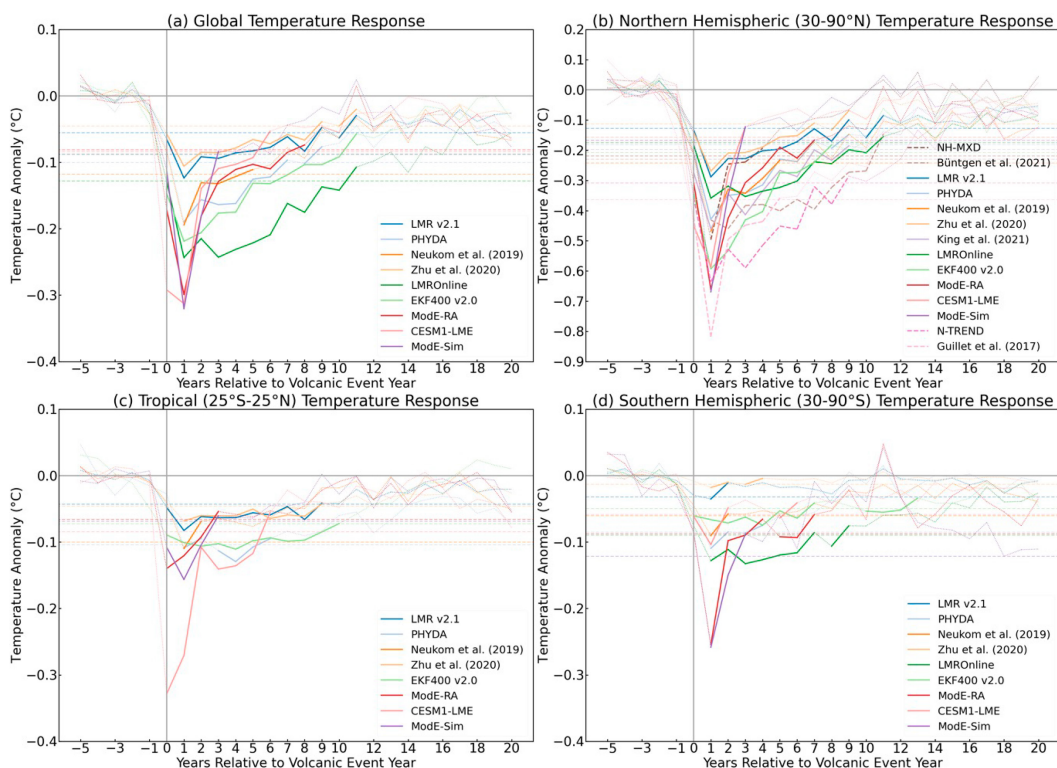 (a) Global Temperature Response
0.1
0.0
−0.1
−0.2
−0.3
−0.4
Temperature Anomaly (°C)
LMR v2.1
PHYDA
Neukom et al. (2019)
Zhu et al. (2020)
LMROnline
EKF400 v2.0
ModE-RA
CESM1-LME
ModE-Sim
−5 −3 −1 0 1 2 3 4 5 6 7 8 9 10 12 14 16 18 20
Years Relative to Volcanic Event Year
(b) Northern Hemispheric (30-90°N) Temperature Response
0.2
0.1
0.0
−0.1
−0.2
−0.3
−0.4
−0.5
−0.6
−0.7
−0.8
−0.9
Temperature Anomaly (°C)
NH-MXD
Büntgen et al. (2021)
LMR v2.1
PHYDA
Neukom et al. (2019)
Zhu et al. (2020)
King et al. (2021)
LMROnline
EKF400 v2.0
ModE-RA
CESM1-LME
ModE-Sim
N-TREND
Guillet et al. (2017)
−5 −3 −1 0 1 2 3 4 5 6 7 8 9 10 12 14 16 18 20
Years Relative to Volcanic Event Year
(c) Tropical (25°S-25°N) Temperature Response
0.1
0.0
−0.1
−0.2
−0.3
−0.4
Temperature Anomaly (°C)
LMR v2.1
PHYDA
Neukom et al. (2019)
Zhu et al. (2020)
EKF400 v2.0
ModE-RA
CESM1-LME
ModE-Sim
−5 −3 −1 0 1 2 3 4 5 6 7 8 9 10 12 14 16 18 20
Years Relative to Volcanic Event Year
(d) Southern Hemispheric (30-90°S) Temperature Response
0.1
0.0
−0.1
−0.2
−0.3
−0.4
Temperature Anomaly (°C)
LMR v2.1
PHYDA
Neukom et al. (2019)
Zhu et al. (2020)
LMROnline
EKF400 v2.0
ModE-RA
CESM1-LME
ModE-Sim
−5 −3 −1 0 1 2 3 4 5 6 7 8 9 10 12 14 16 18 20
Years Relative to Volcanic Event Year